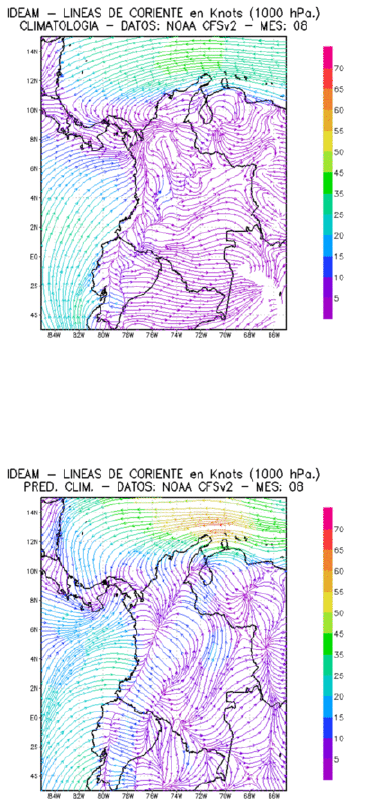 IDEAM – LINEAS DE CORIENTE en Knots (1000 hPa.)
CLIMATOLOGIA – DATOS: NOAA CFSv2 – MES: 08
14N
12N
10N
8N
6N
4N
2N
EQ
2S
4S
84W 82W 80W 78W 76W 74W 72W 70W 68W 66W
70
65
60
55
50
45
35
25
20
15
10
5
IDEAM – LINEAS DE CORIENTE en Knots (1000 hPa.)
PRED. CLIM. – DATOS: NOAA CFSv2 – MES: 08
14N
12N
10N
8N
6N
4N
2N
EQ
2S
4S
84W 82W 80W 78W 76W 74W 72W 70W 68W 66W
70
65
60
55
50
45
35
25
20
15
10
5